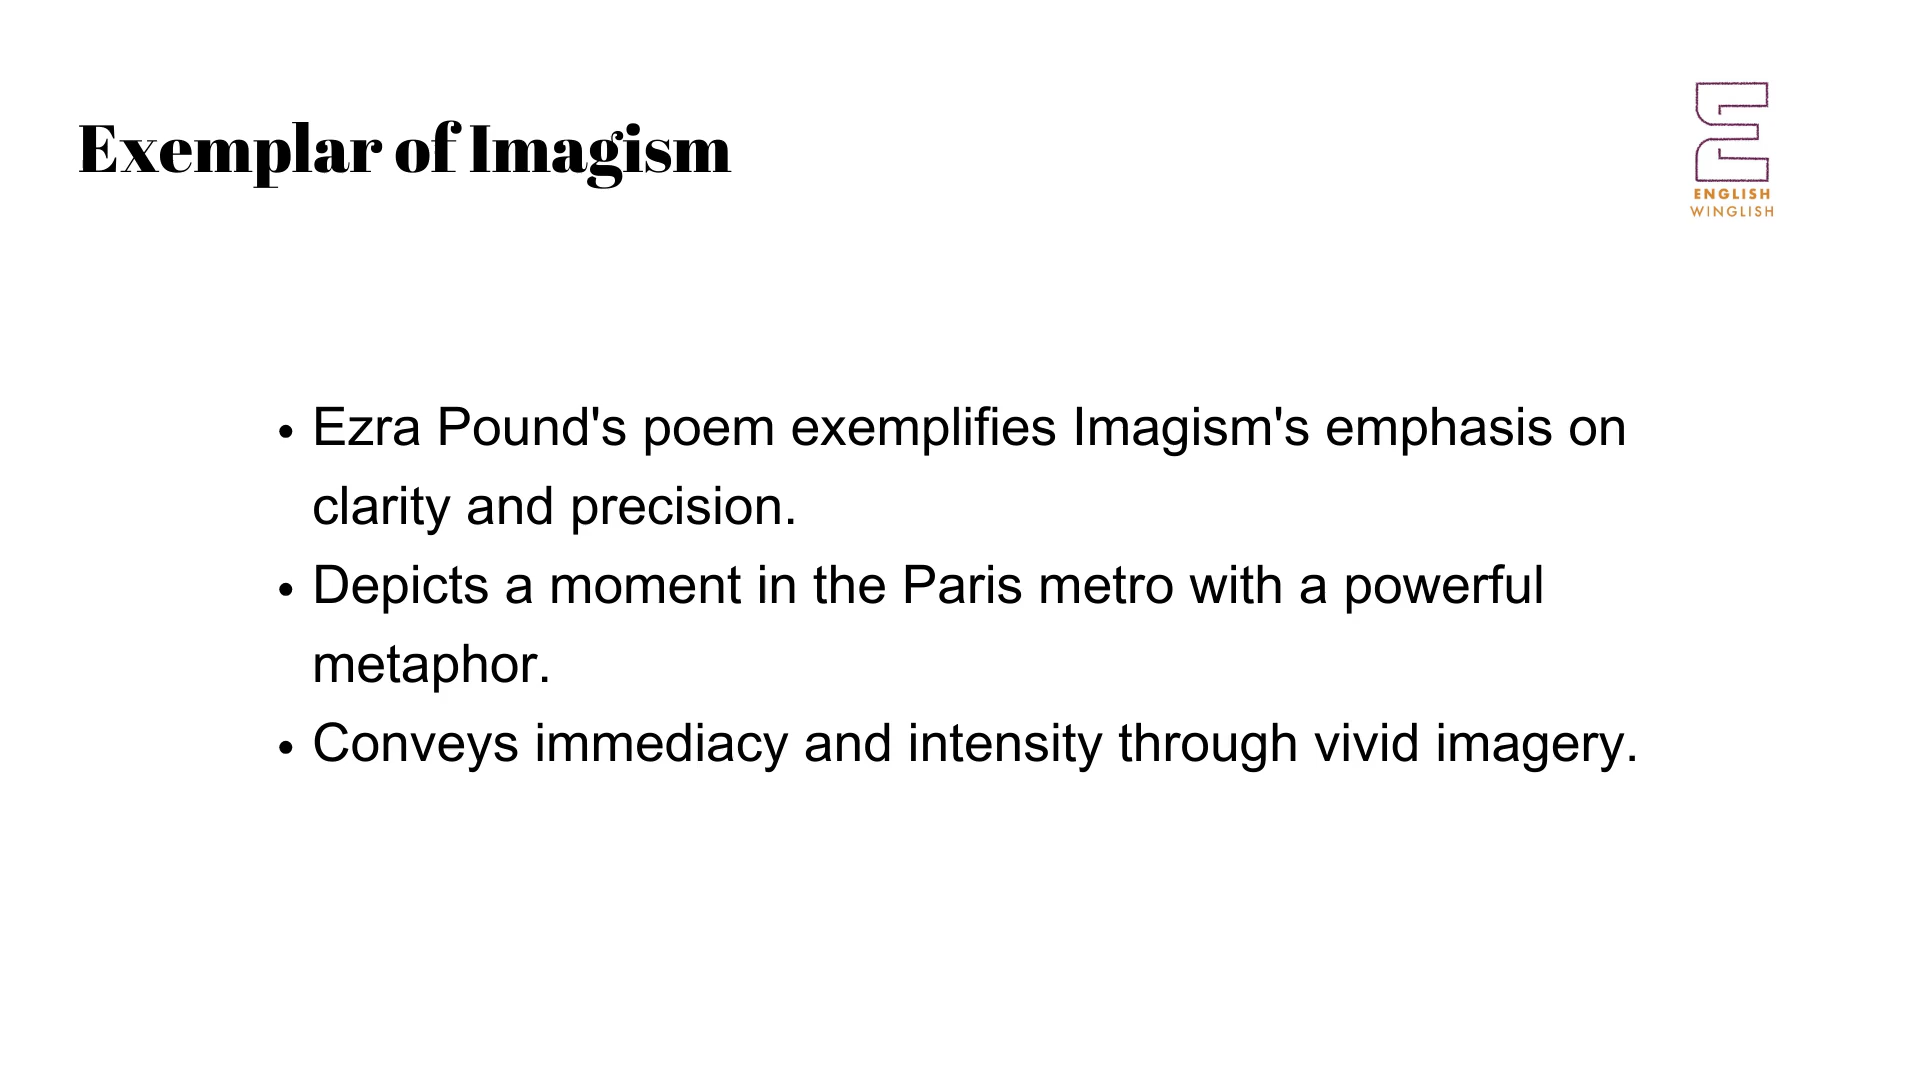 Exemplar of Imagism
ENGLISH
WINGLISH
• Ezra Pound's poem exemplifies Imagism's emphasis on
clarity and precision.
• Depicts a moment in the Paris metro with a powerful
metaphor.
• Conveys immediacy and intensity through vivid imagery.